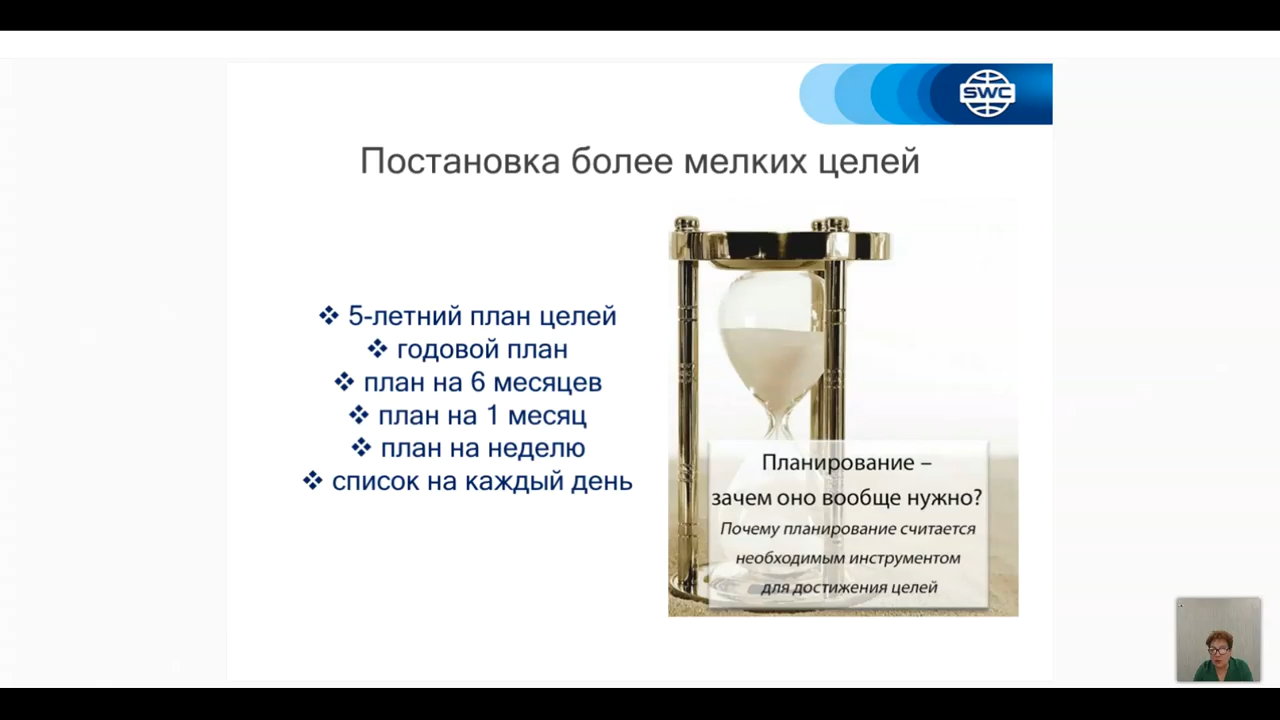 SWC
Постановка более мелких целей
❖ 5-летний план целей
❖ годовой план
❖ план на 6 месяцев
❖ план на 1 месяц
❖ план на неделю
❖ список на каждый день
Планирование –
зачем оно вообще нужно?
Почему планирование считается
необходимым инструментом
для достижения целей